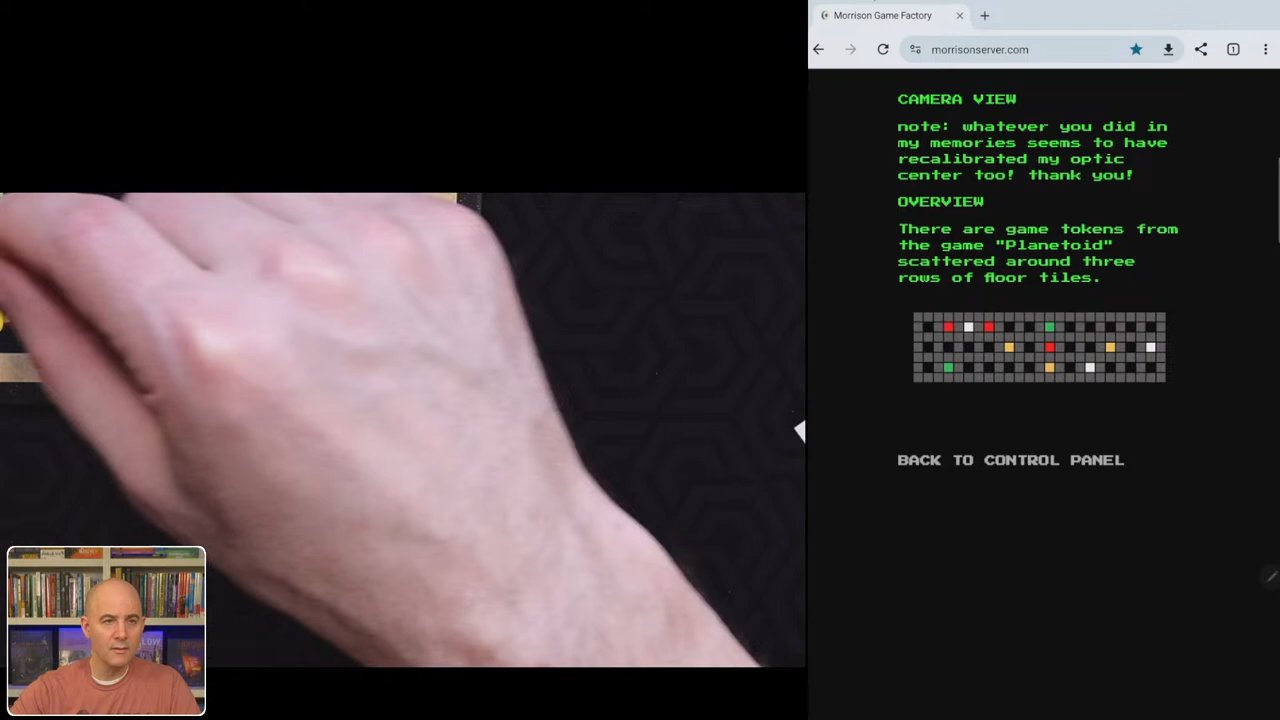 Morrison Game Factory
morrisonserver.com
1
CAMERA VIEW
note: whatever you did in
my memories seems to have
recalibrated my optic
center too! thank you!
OVERVIEW
There are game tokens from
the game "Planetoid"
scattered around three
rows of floor tiles.
BACK TO CONTROL PANEL